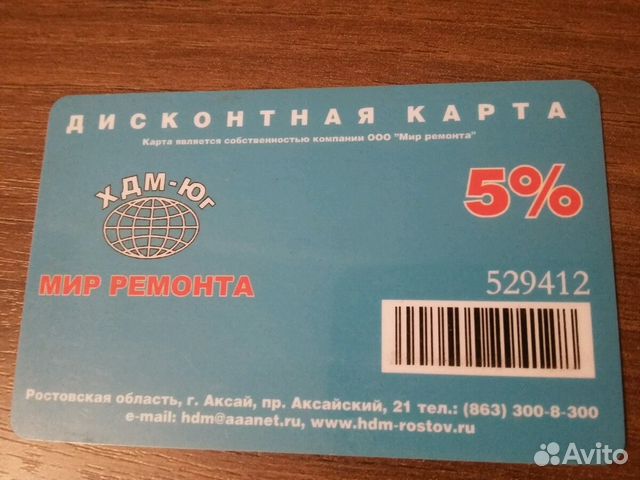 ДИСКОНТНАЯ КАРТА
Карта является собственностью компании ООО "Мир ремонта"
ХДМ-ЮГ
5%
МИР РЕМОНТА
529412
Ростовская область, г. Аксай, пр. Аксайский, 21 тел.: (863) 300-8-300
e-mail: hdm@aaanet.ru, www.hdm-rostov.ru
Avito